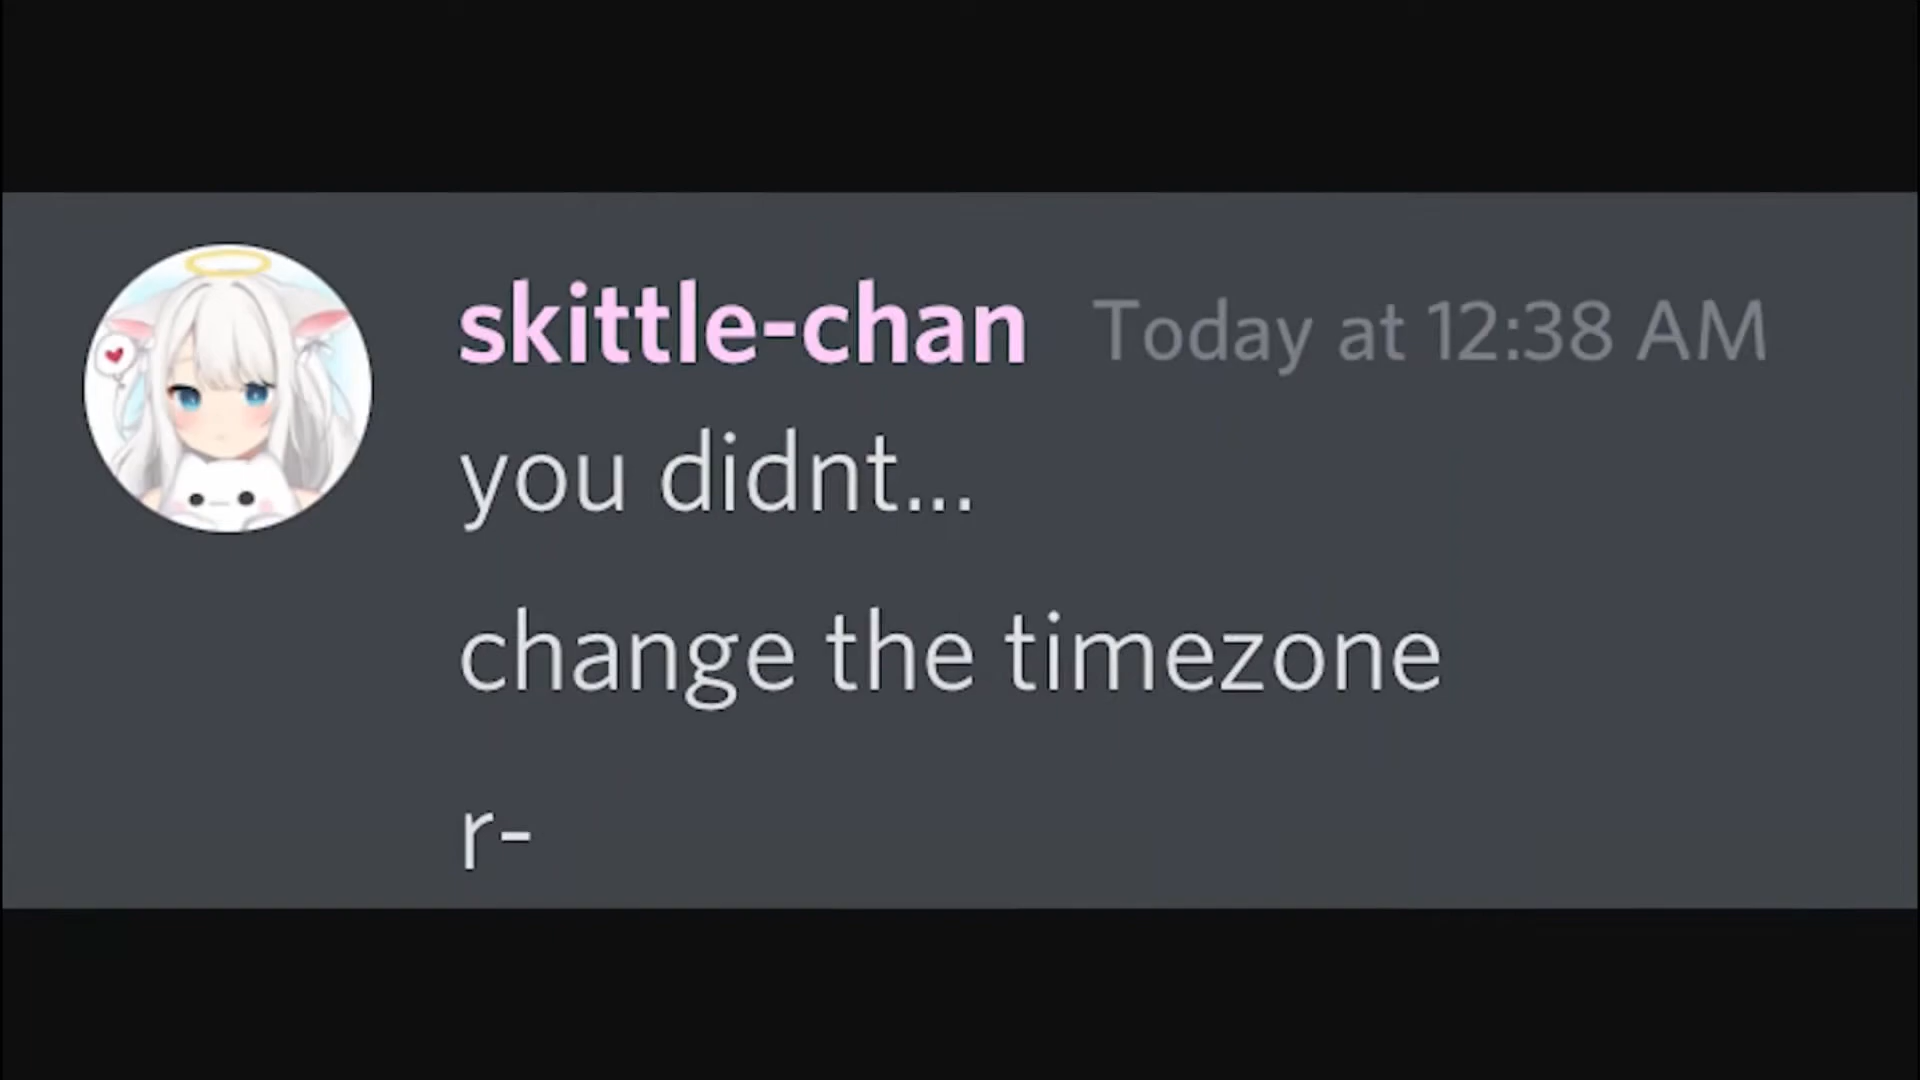 skittle-chan Today at 12:38 AM
you didnt...
change the timezone
r-